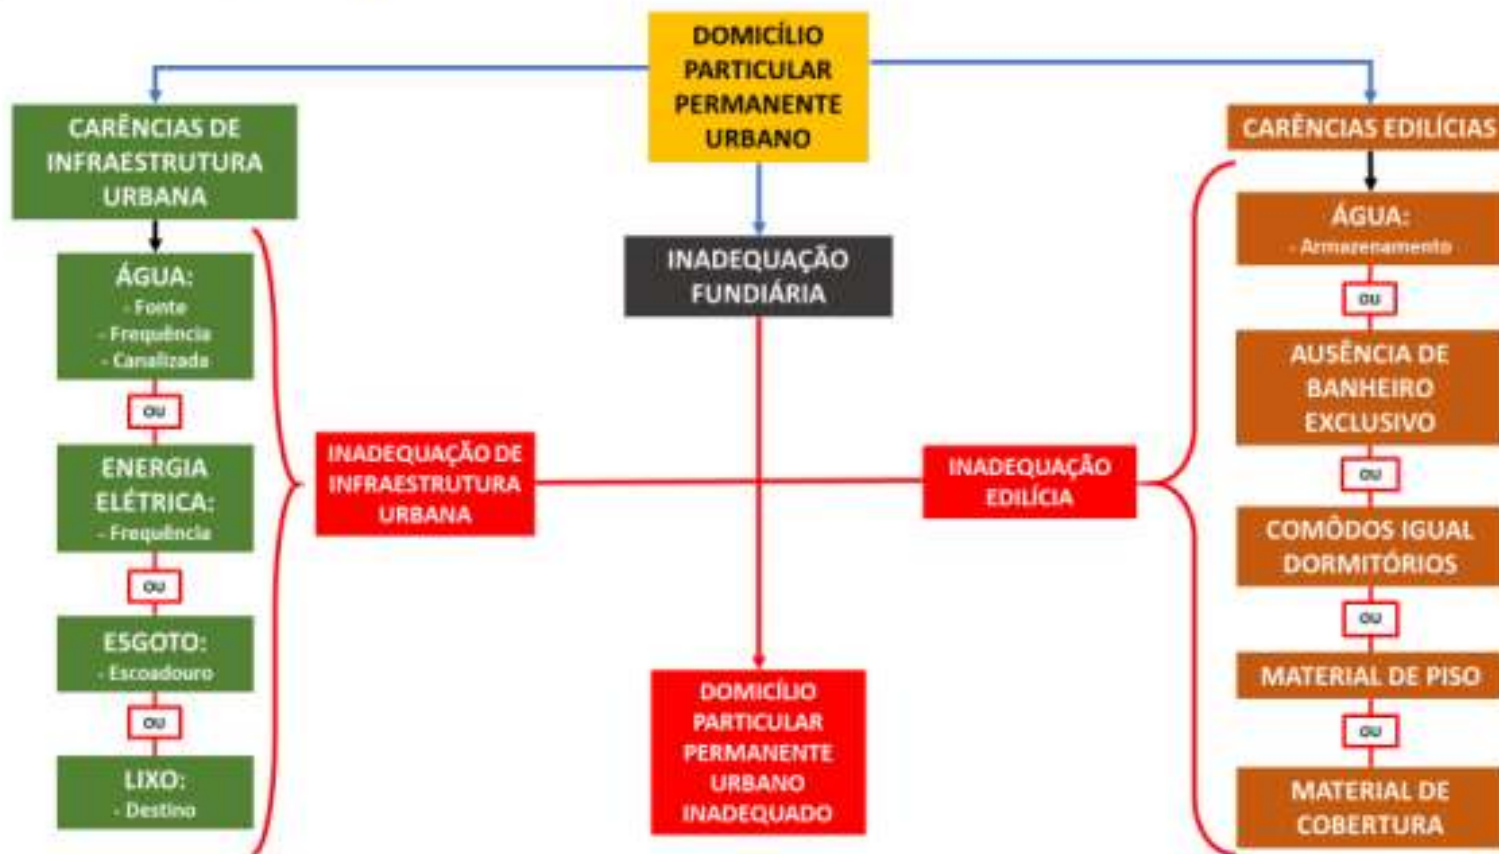 DOMICÍLIO
PARTICULAR
PERMANENTE
URBANO
CARÊNCIAS DE
INFRAESTRUTURA
URBANA
ÁGUA:
- Fonte
- Frequência
- Canalizada
OU
ENERGIA
ELÉTRICA:
- Frequência
OU
ESGOTO:
- Escoadouro
OU
LIXO:
- Destino
INADEQUAÇÃO DE
INFRAESTRUTURA
URBANA
INADEQUAÇÃO
FUNDIÁRIA
DOMICÍLIO
PARTICULAR
PERMANENTE
URBANO
INADEQUADO
INADEQUAÇÃO
EDILÍCIA
CARÊNCIAS EDILÍCIAS
ÁGUA:
- Armazenamento
OU
AUSÊNCIA DE
BANHEIRO
EXCLUSIVO
OU
COMÔDOS IGUAL
DORMITÓRIOS
OU
MATERIAL DE PISO
OU
MATERIAL DE
COBERTURA